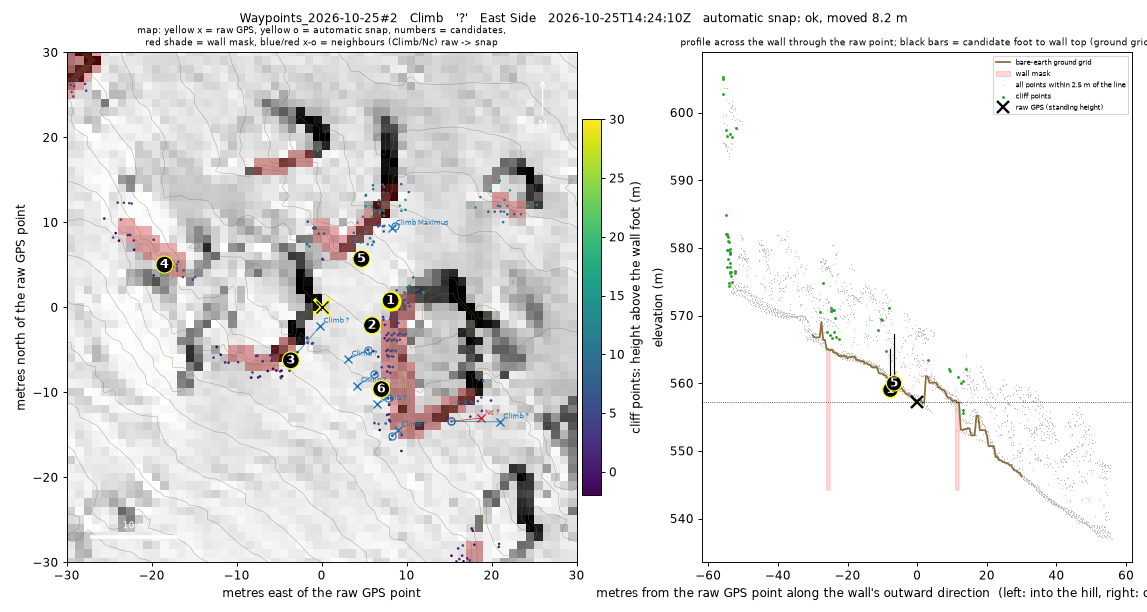 Waypoints_2026-10-25#2   Climb   '?'   East Side   2026-10-25T14:24:10Z   automatic snap: ok, moved 8.2 m
map: yellow x = raw GPS, yellow o = automatic snap, numbers = candidates,
red shade = wall mask, blue/red x-o = neighbours (Climb/Nc) raw -> snap
profile across the wall through the raw point; black bars = candidate foot to wall top (ground gri
30
20
10
0
−10
−20
−30
metres north of the raw GPS point
−30
−20
−10
0
10
20
30
metres east of the raw GPS point
Climb Maximus
Climb ?
Nc ?
Climb ?
1
2
3
4
5
6
10
30
25
20
15
10
5
0
cliff points: height above the wall foot (m)
bare-earth ground grid
wall mask
all points within 2.5 m of the line
cliff points
raw GPS (standing height)
600
590
580
570
560
550
540
elevation (m)
5
−60
−40
−20
0
20
40
60
metres from the raw GPS point along the wall's outward direction  (left: into the hill, right: